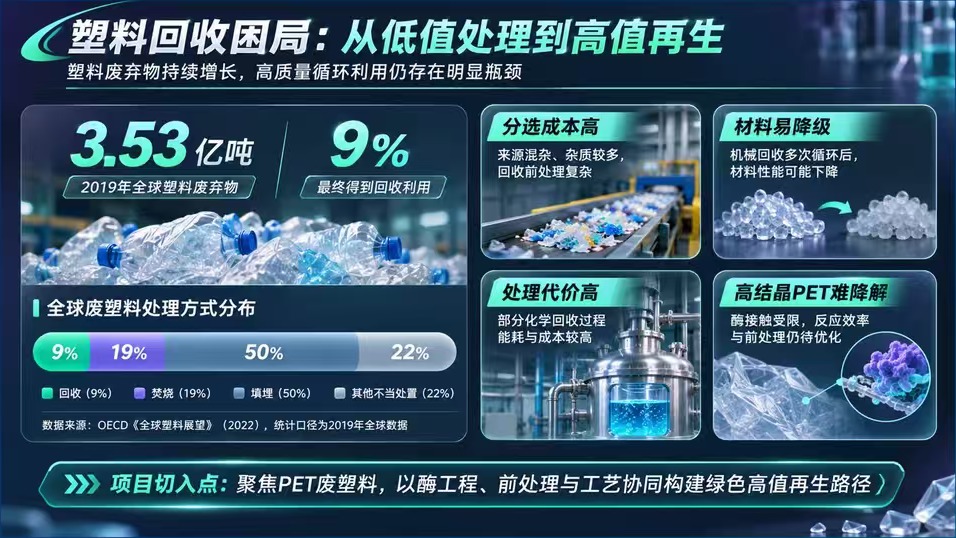 塑料回收困局：从低值处理到高值再生
塑料废弃物持续增长，高质量循环利用仍存在明显瓶颈
3.53 亿吨
2019年全球塑料废弃物
9%
最终得到回收利用
全球废塑料处理方式分布
9% 19% 50% 22%
回收（9%） 焚烧（19%） 填埋（50%） 其他不当处置（22%）
数据来源：OECD《全球塑料展望》（2022），统计口径为2019年全球数据
分选成本高
来源混杂、杂质较多，
回收前处理复杂
材料易降级
机械回收多次循环后，
材料性能可能下降
处理代价高
部分化学回收过程
能耗与成本较高
高结晶PET难降解
酶接触受限，反应效率
与前处理仍待优化
项目切入点：聚焦PET废塑料，以酶工程、前处理与工艺协同构建绿色高值再生路径